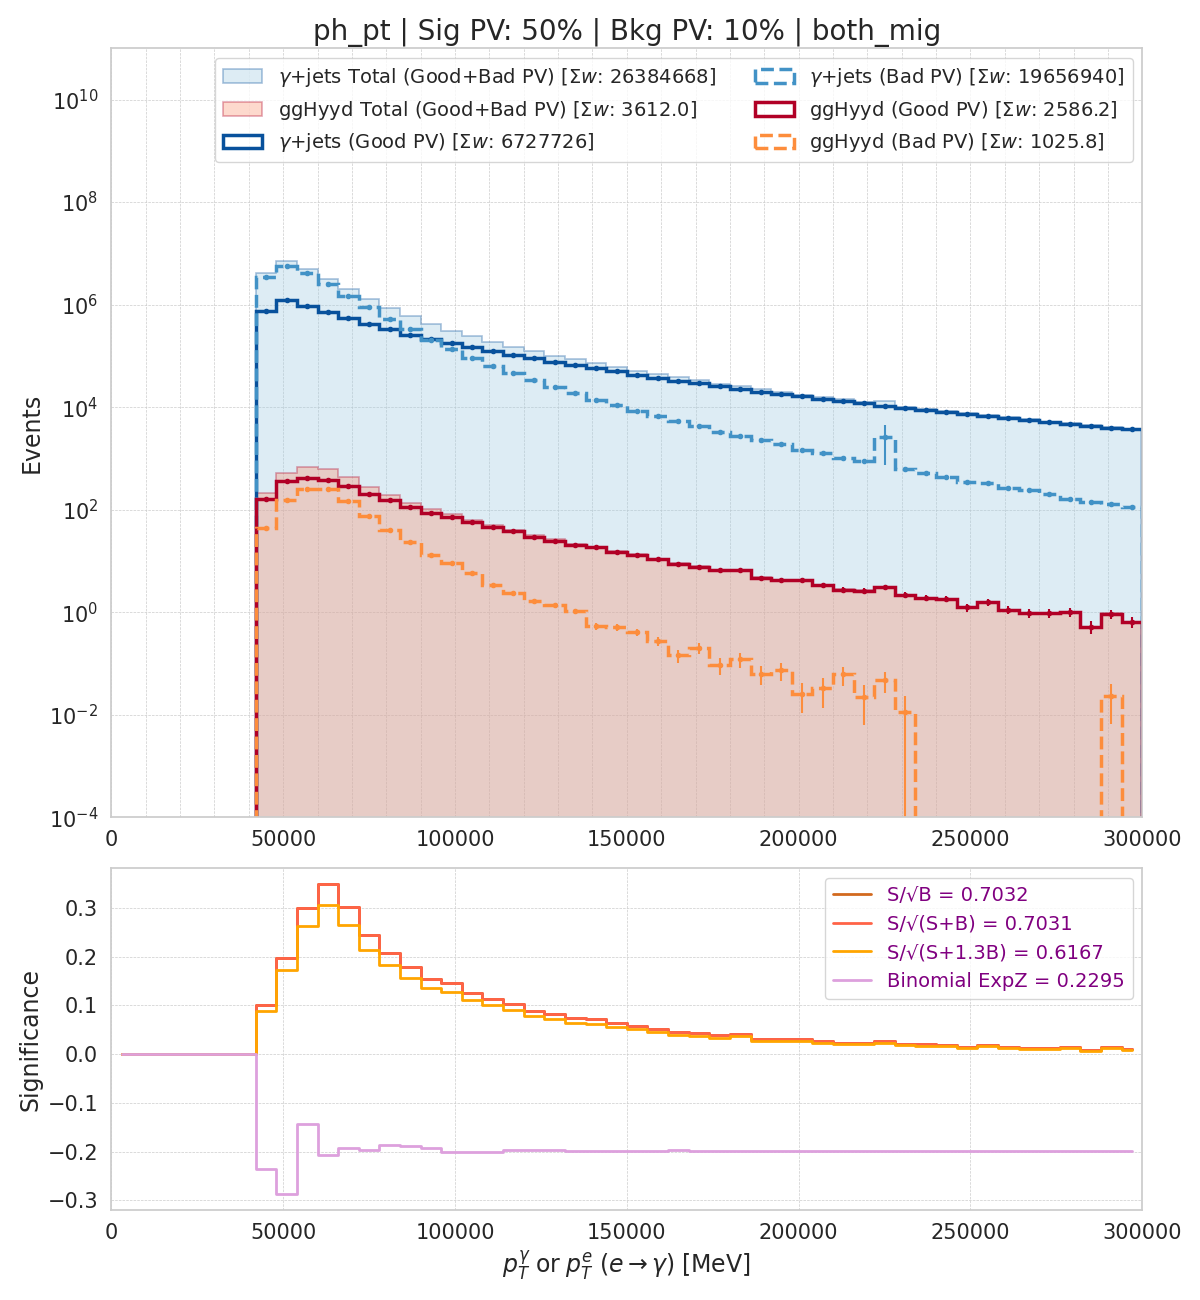 ph_pt | Sig PV: 50% | Bkg PV: 10% | both_mig
γ+jets Total (Good+Bad PV) [Σw: 26384668]
ggHyyd Total (Good+Bad PV) [Σw: 3612.0]
γ+jets (Good PV) [Σw: 6727726]
γ+jets (Bad PV) [Σw: 19656940]
ggHyyd (Good PV) [Σw: 2586.2]
ggHyyd (Bad PV) [Σw: 1025.8]
Events
10^10
10^8
10^6
10^4
10^2
10^0
10^−2
10^−4
0 50000 100000 150000 200000 250000 300000
S/√B = 0.7032
S/√(S+B) = 0.7031
S/√(S+1.3B) = 0.6167
Binomial ExpZ = 0.2295
Significance
0.3
0.2
0.1
0.0
−0.1
−0.2
−0.3
0 50000 100000 150000 200000 250000 300000
p_T^γ or p_T^e (e→γ) [MeV]